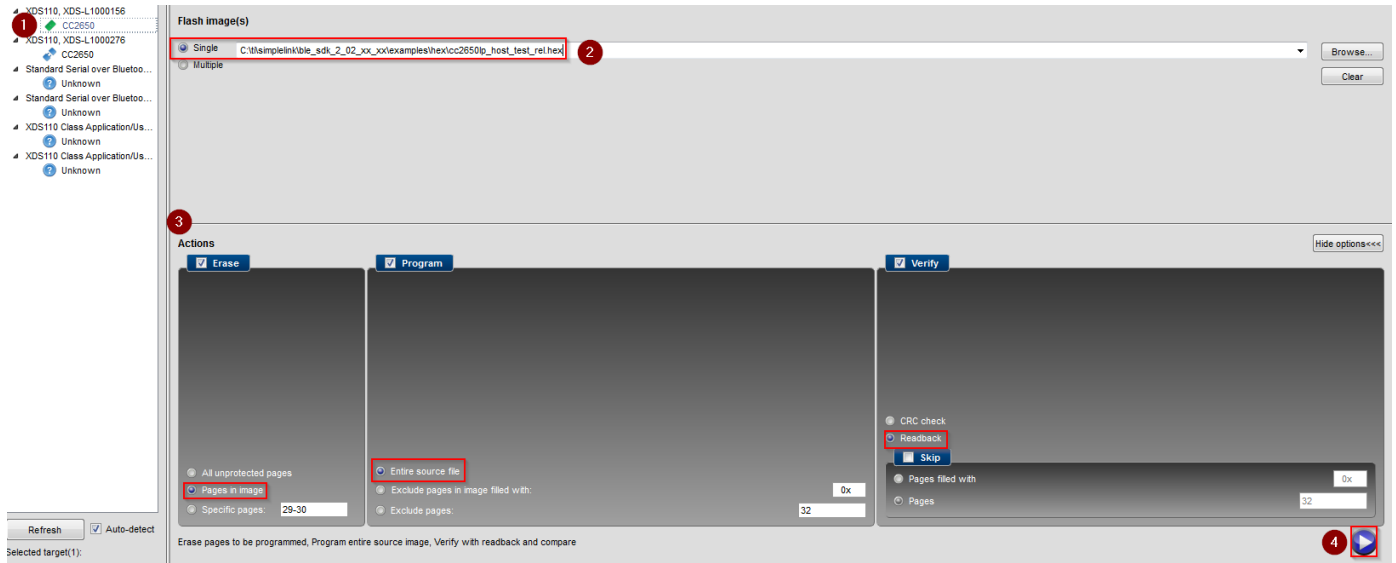 XDS110, XDS-L1000156
1
CC2650
XDS110, XDS-L1000276
CC2650
Standard Serial over Bluetoo...
Unknown
Standard Serial over Bluetoo...
Unknown
XDS110 Class Application/Us...
Unknown
XDS110 Class Application/Us...
Unknown
Refresh
Auto-detect
Selected target(1):
Flash image(s)
Single
C:\ti\simplelink\ble_sdk_2_02_xx_xx\examples\hex\cc2650lp_host_test_rel.hex
2
Browse...
Multiple
Clear
3
Actions
Hide options<<<
Erase
All unprotected pages
Pages in image
Specific pages:
29-30
Program
Entire source file
Exclude pages in image filled with:
0x
Exclude pages:
32
Verify
CRC check
Readback
Skip
Pages filled with
0x
Pages
32
Erase pages to be programmed, Program entire source image, Verify with readback and compare
4